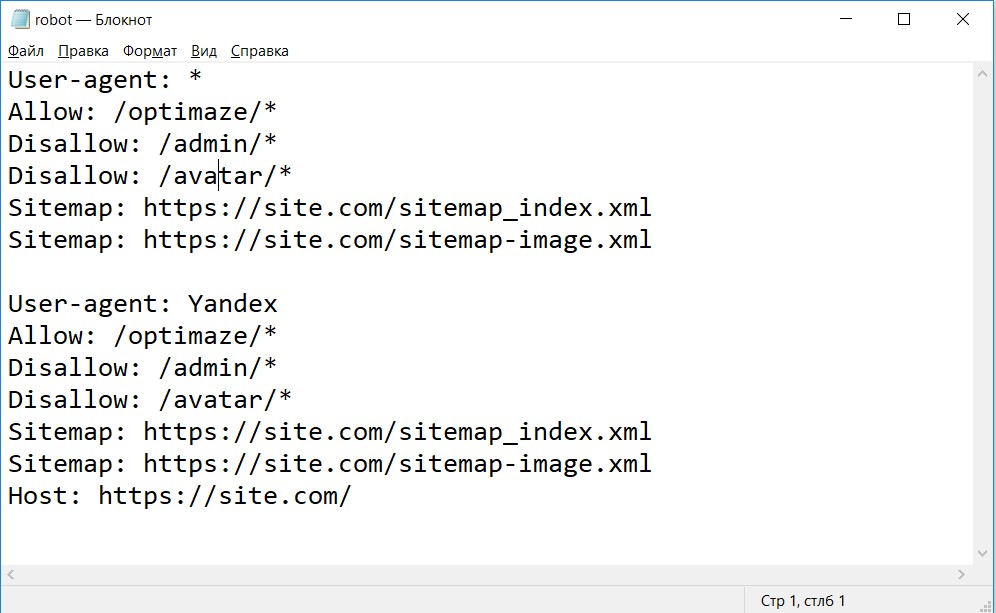 robot — Блокнот
Файл Правка Формат Вид Справка
User-agent: *
Allow: /optimaze/*
Disallow: /admin/*
Disallow: /avatar/*
Sitemap: https://site.com/sitemap_index.xml
Sitemap: https://site.com/sitemap-image.xml
User-agent: Yandex
Allow: /optimaze/*
Disallow: /admin/*
Disallow: /avatar/*
Sitemap: https://site.com/sitemap_index.xml
Sitemap: https://site.com/sitemap-image.xml
Host: https://site.com/
Стр 1, стлб 1